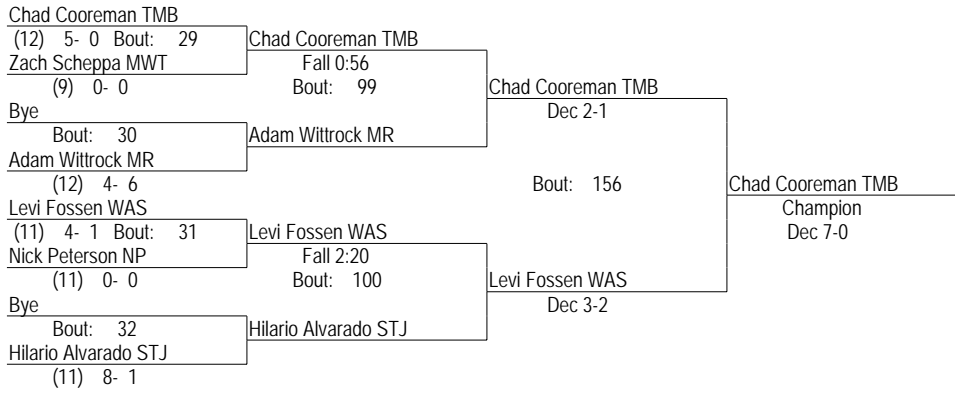 Chad Cooreman TMB
(12) 5- 0 Bout: 29
Zach Scheppa MWT
(9) 0- 0
Bye
Bout: 30
Adam Wittrock MR
(12) 4- 6
Levi Fossen WAS
(11) 4- 1 Bout: 31
Nick Peterson NP
(11) 0- 0
Bye
Bout: 32
Hilario Alvarado STJ
(11) 8- 1
Chad Cooreman TMB
Fall 0:56
Bout: 99
Adam Wittrock MR
Levi Fossen WAS
Fall 2:20
Bout: 100
Hilario Alvarado STJ
Chad Cooreman TMB
Dec 2-1
Bout: 156
Levi Fossen WAS
Dec 3-2
Chad Cooreman TMB
Champion
Dec 7-0